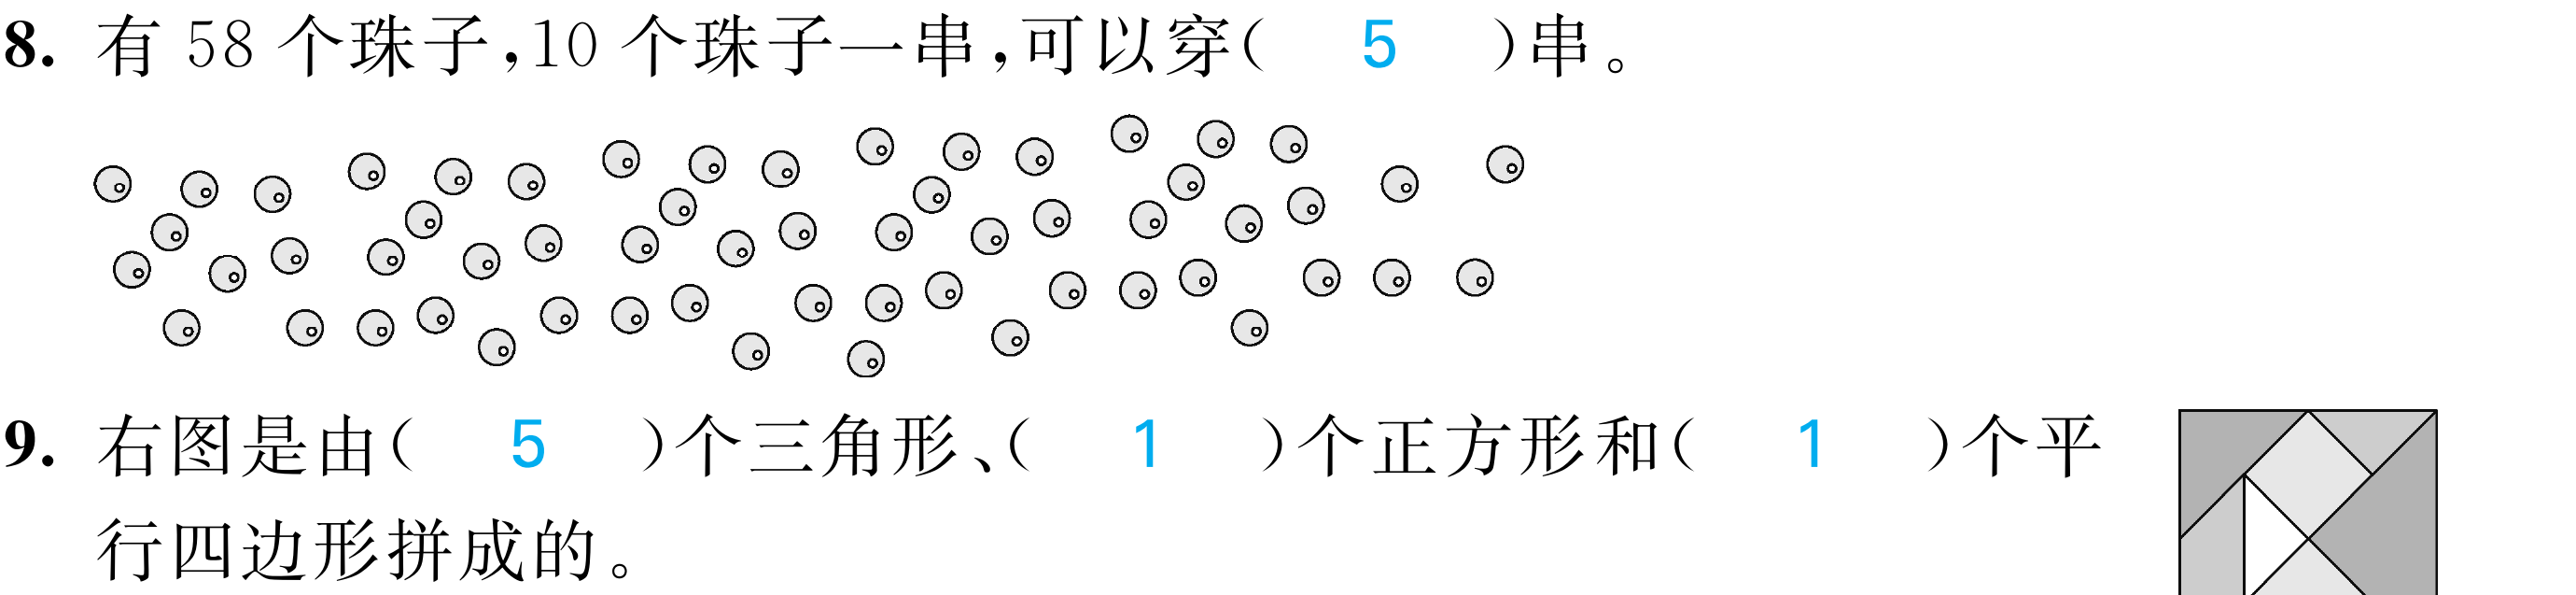 8. 有 58 个珠子,10 个珠子一串,可以穿( 5 )串。
9. 右图是由( 5 )个三角形、( 1 )个正方形和( 1 )个平
行四边形拼成的。